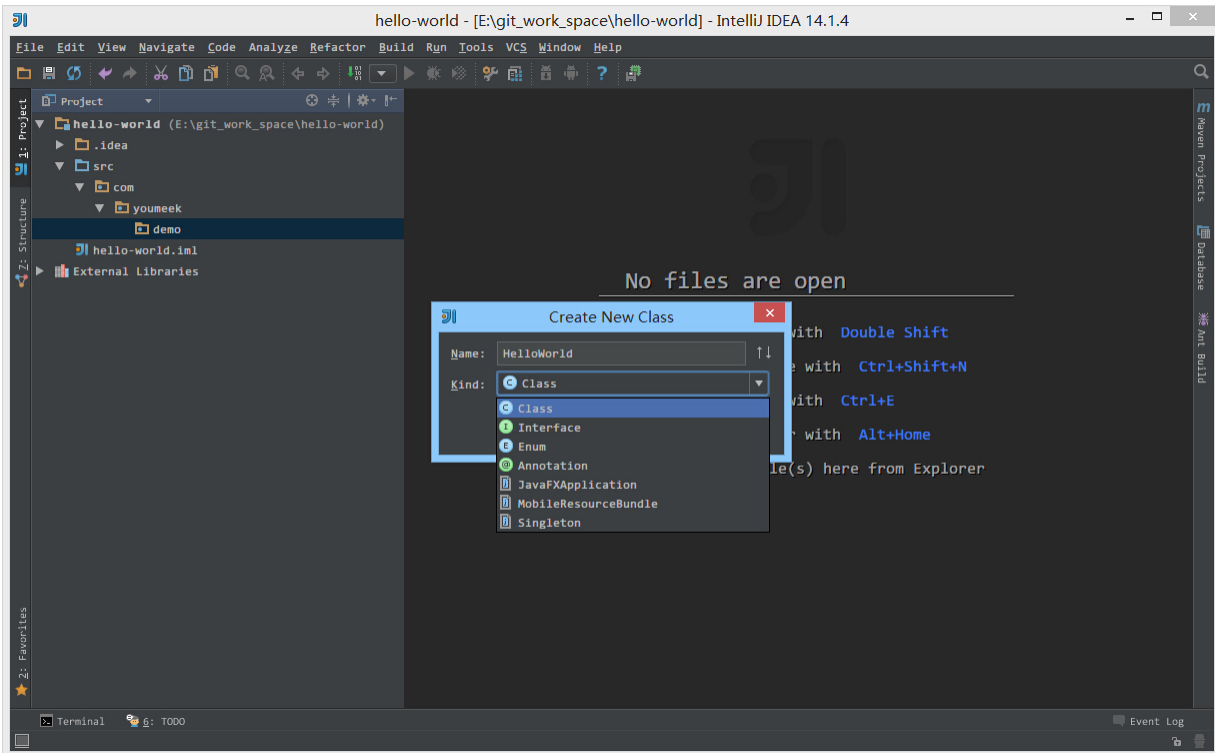 hello-world - [E:\git_work_space\hello-world] - IntelliJ IDEA 14.1.4
File Edit View Navigate Code Analyze Refactor Build Run Tools VCS Window Help
1: Project
Z: Structure
2: Favorites
Project
hello-world (E:\git_work_space\hello-world)
.idea
src
com
youmeek
demo
hello-world.iml
External Libraries
No files are open
with Double Shift
e with Ctrl+Shift+N
with Ctrl+E
r with Alt+Home
le(s) here from Explorer
Create New Class
Name: HelloWorld
Kind: Class
Class
Interface
Enum
Annotation
JavaFXApplication
MobileResourceBundle
Singleton
Maven Projects
Database
Ant Build
Terminal 6: TODO Event Log